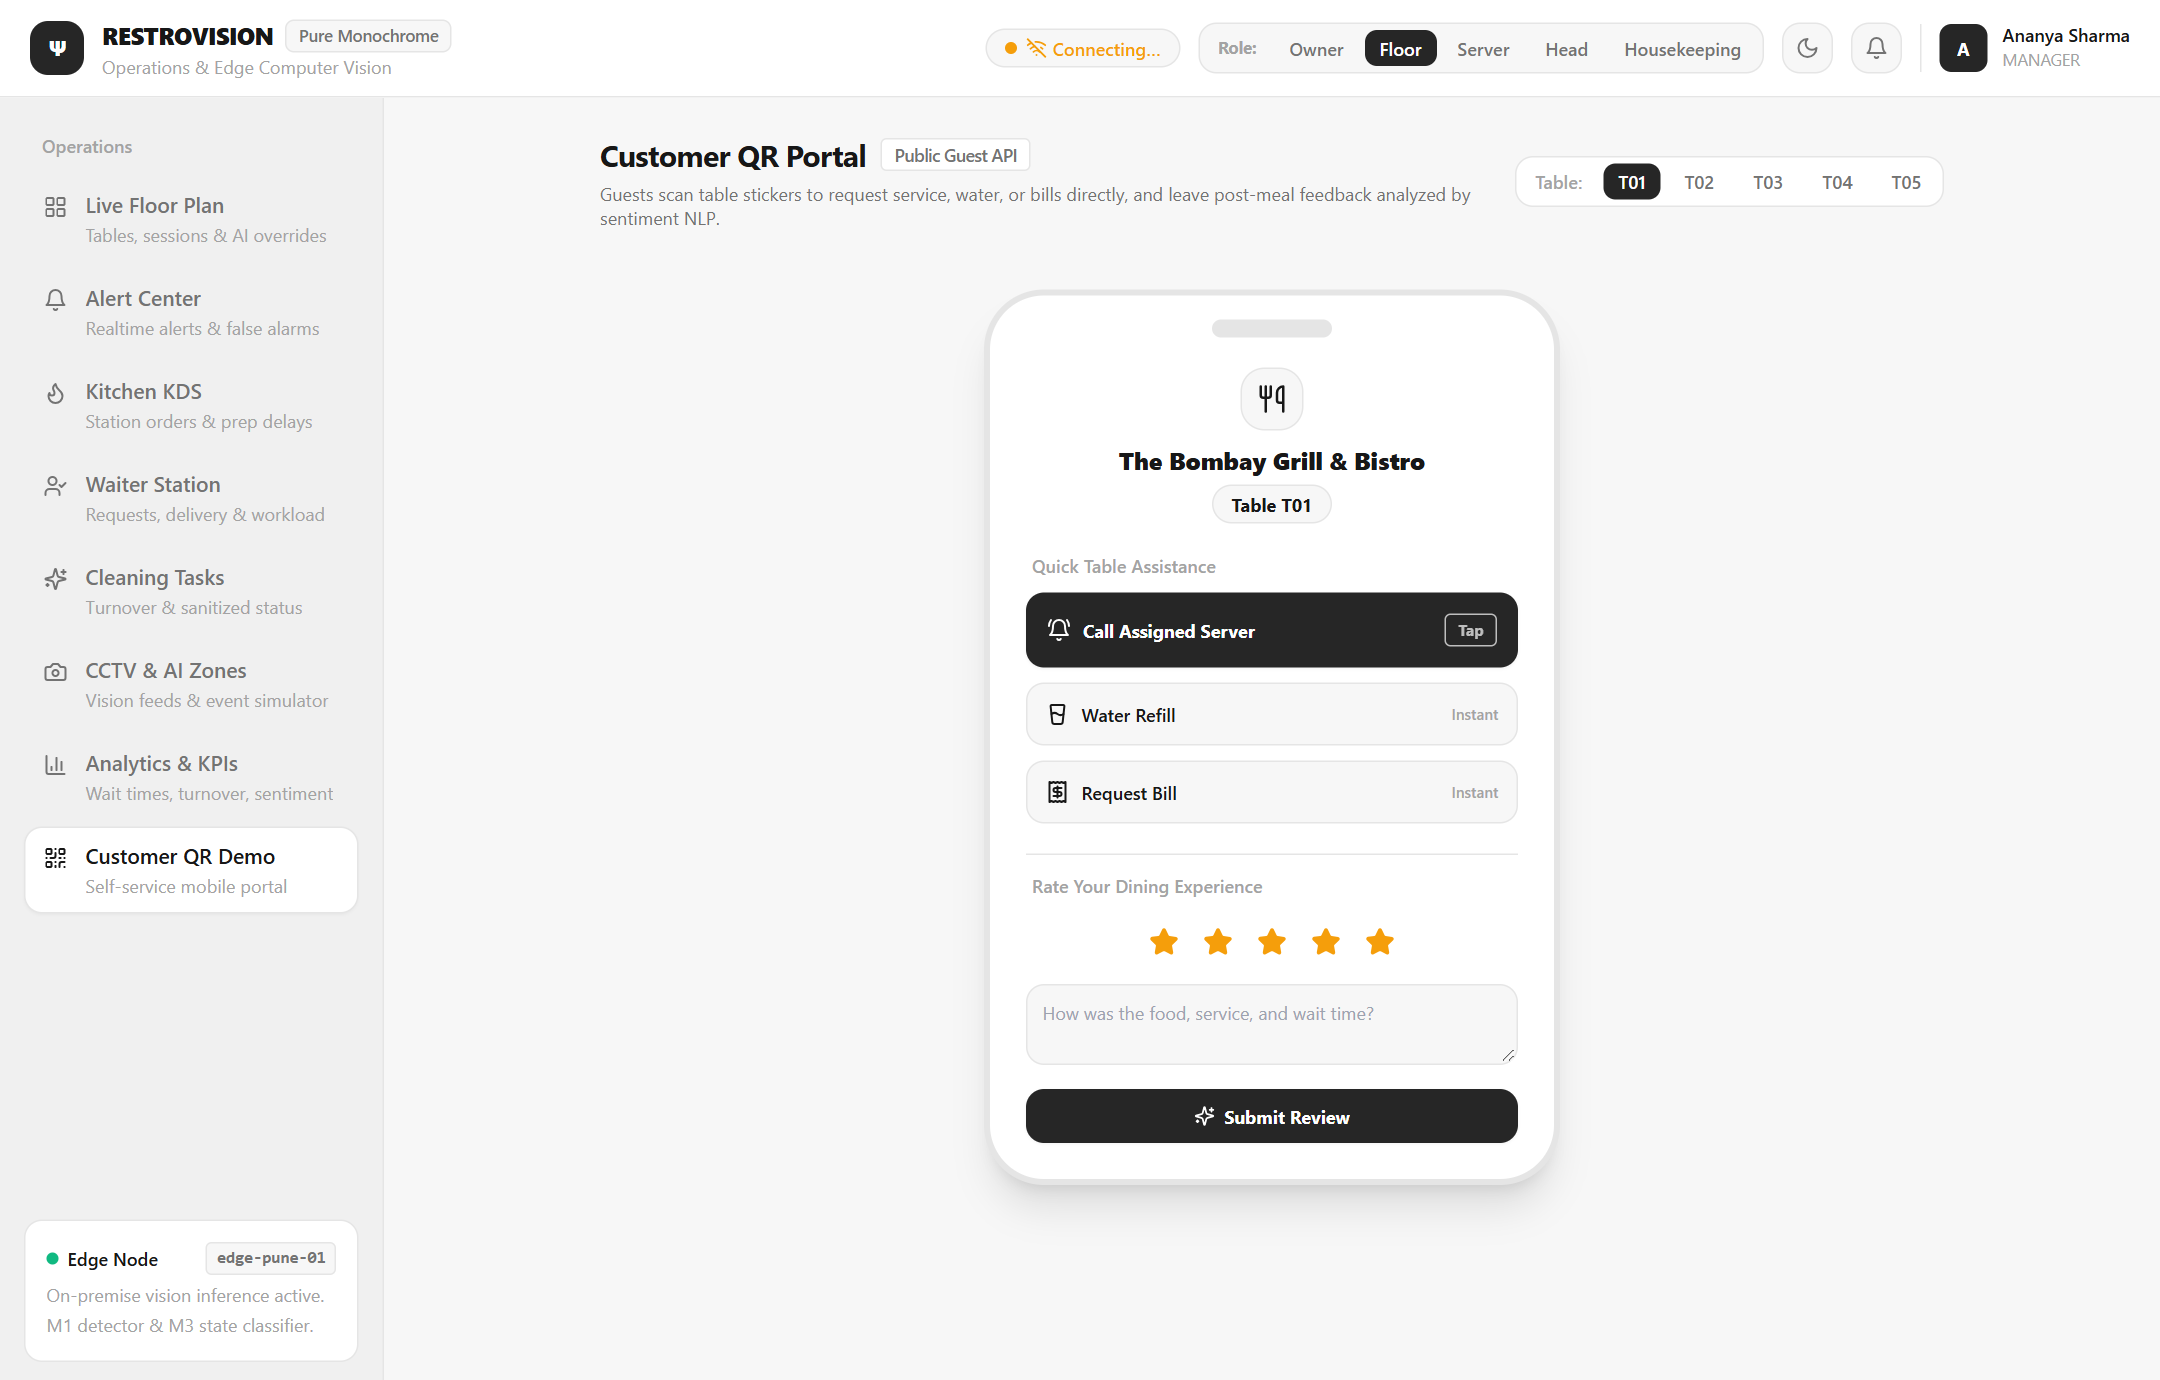 Ψ
RESTROVISION
Pure Monochrome
Operations & Edge Computer Vision
Connecting...
Role:
Owner
Floor
Server
Head
Housekeeping
A
Ananya Sharma
MANAGER
Operations
Live Floor Plan
Tables, sessions & AI overrides
Alert Center
Realtime alerts & false alarms
Kitchen KDS
Station orders & prep delays
Waiter Station
Requests, delivery & workload
Cleaning Tasks
Turnover & sanitized status
CCTV & AI Zones
Vision feeds & event simulator
Analytics & KPIs
Wait times, turnover, sentiment
Customer QR Demo
Self-service mobile portal
Edge Node
edge-pune-01
On-premise vision inference active.
M1 detector & M3 state classifier.
Customer QR Portal
Public Guest API
Guests scan table stickers to request service, water, or bills directly, and leave post-meal feedback analyzed by
sentiment NLP.
Table:
T01
T02
T03
T04
T05
The Bombay Grill & Bistro
Table T01
Quick Table Assistance
Call Assigned Server
Tap
Water Refill
Instant
Request Bill
Instant
Rate Your Dining Experience
How was the food, service, and wait time?
Submit Review